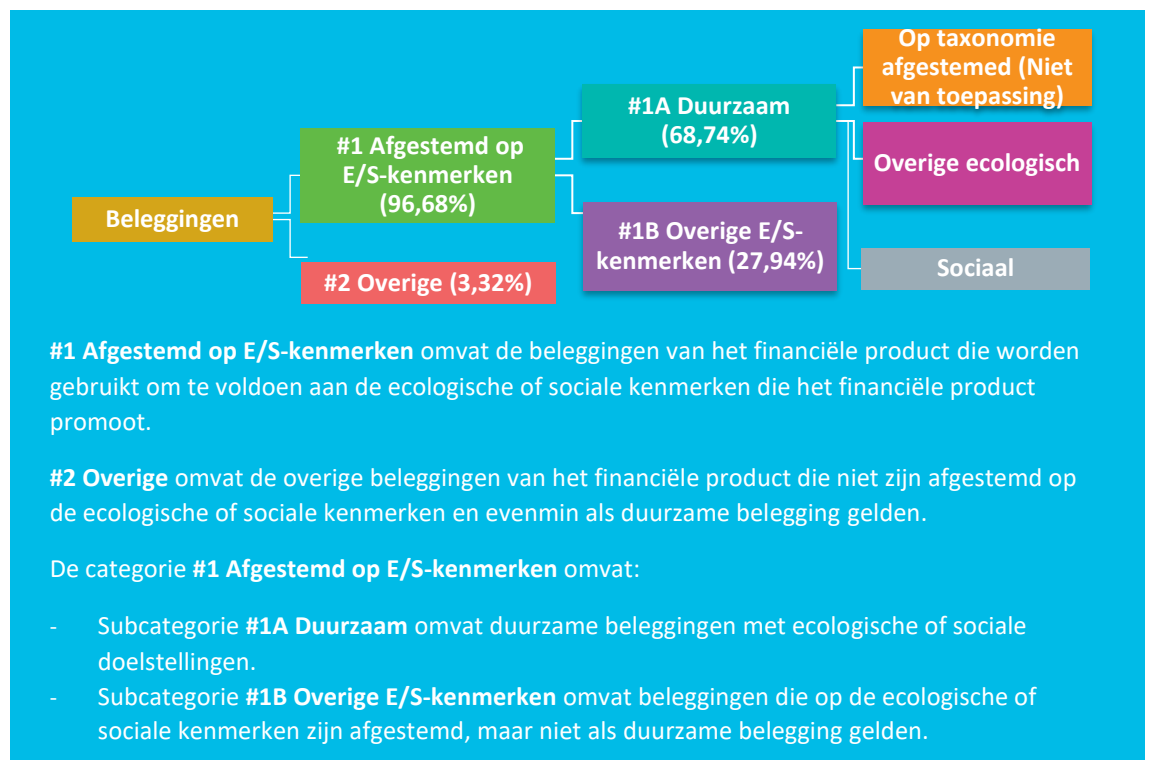 Op taxonomie
afgestemed (Niet
van toepassing)
#1A Duurzaam
(68,74%)
#1 Afgestemd op
E/S-kenmerken
(96,68%)
Overige ecologisch
Beleggingen
#1B Overige E/S-
kenmerken (27,94%)
#2 Overige (3,32%)
Sociaal
#1 Afgestemd op E/S-kenmerken omvat de beleggingen van het financiële product die worden
gebruikt om te voldoen aan de ecologische of sociale kenmerken die het financiële product
promoot.
#2 Overige omvat de overige beleggingen van het financiële product die niet zijn afgestemd op
de ecologische of sociale kenmerken en evenmin als duurzame belegging gelden.
De categorie #1 Afgestemd op E/S-kenmerken omvat:
- Subcategorie #1A Duurzaam omvat duurzame beleggingen met ecologische of sociale
doelstellingen.
- Subcategorie #1B Overige E/S-kenmerken omvat beleggingen die op de ecologische of
sociale kenmerken zijn afgestemd, maar niet als duurzame belegging gelden.